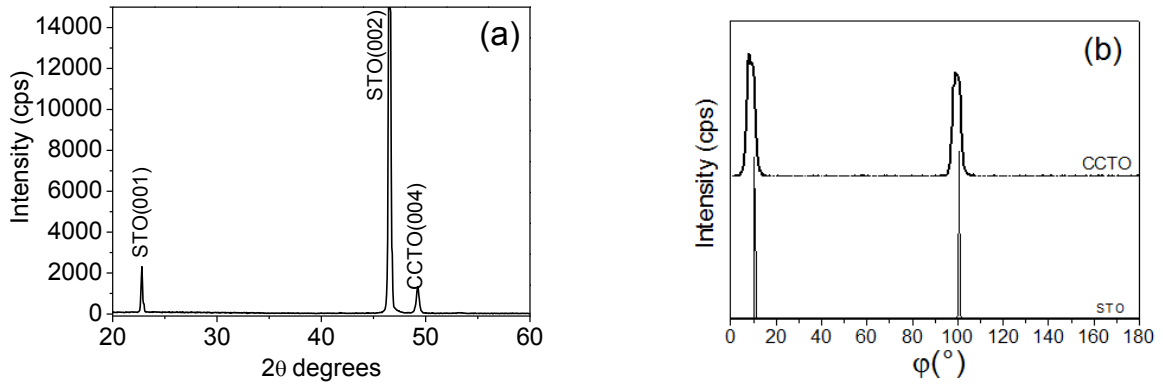 (a)
14000
12000
10000
8000
6000
4000
2000
0
Intensity (cps)
STO(001)
STO(002)
CCTO(004)
20 30 40 50 60
2θ degrees
(b)
Intensity (cps)
CCTO
STO
0 20 40 60 80 100 120 140 160 180
φ(°)